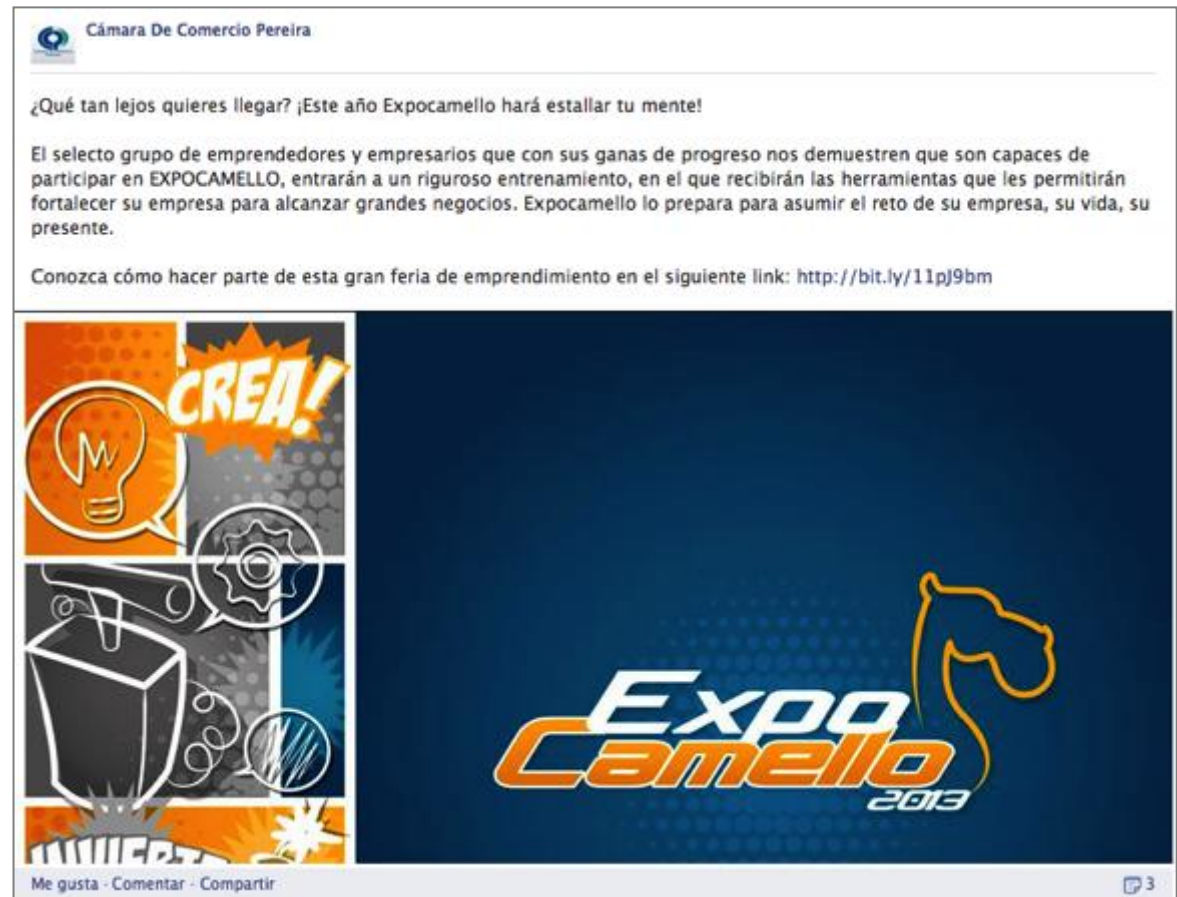 Cámara De Comercio Pereira
¿Qué tan lejos quieres llegar? ¡Este año Expocamello hará estallar tu mente!
El selecto grupo de emprendedores y empresarios que con sus ganas de progreso nos demuestren que son capaces de
participar en EXPOCAMELLO, entrarán a un riguroso entrenamiento, en el que recibirán las herramientas que les permitirán
fortalecer su empresa para alcanzar grandes negocios. Expocamello lo prepara para asumir el reto de su empresa, su vida, su
presente.
Conozca cómo hacer parte de esta gran feria de emprendimiento en el siguiente link: http://bit.ly/11pJ9bm
CREA!
Expo
Camello
2013
Me gusta · Comentar · Compartir
3